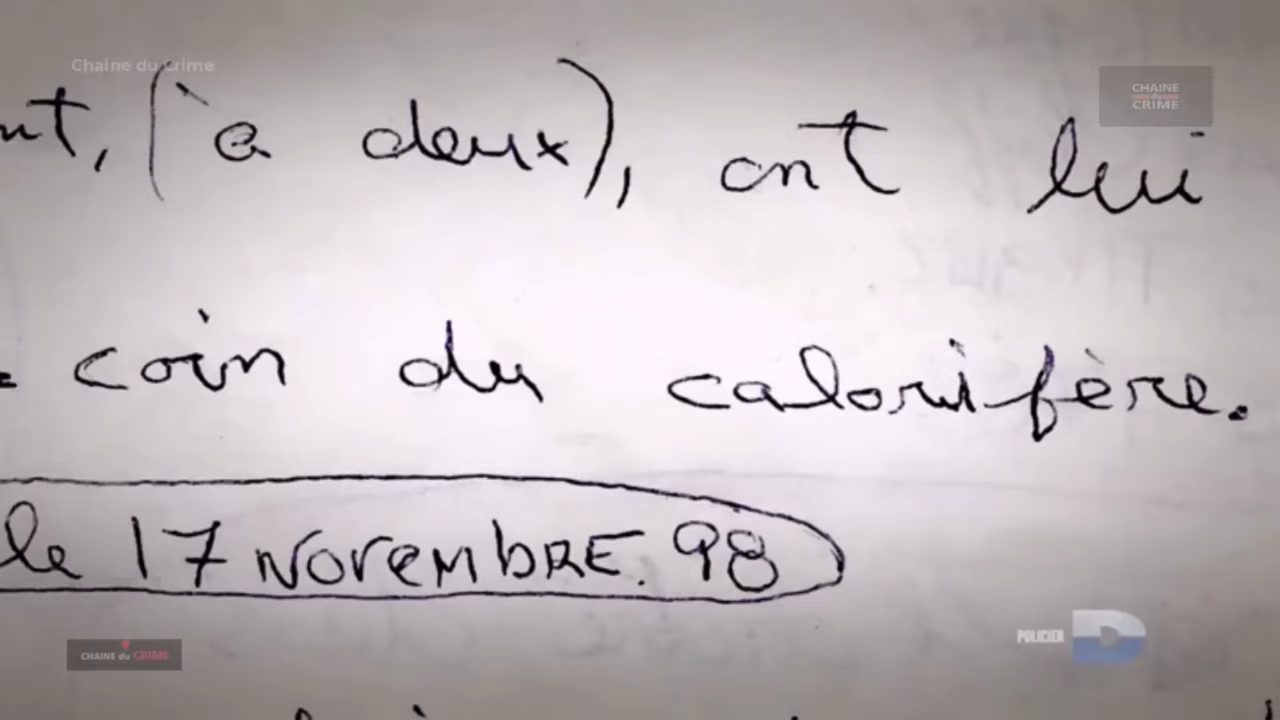 Chaîne du Crime
CHAINE
du
CRIME
nt, (à deux), ont lui
coin du calorifère.
le 17 NOVEMBRE. 98
CHAINE du CRIME
POLICIER D